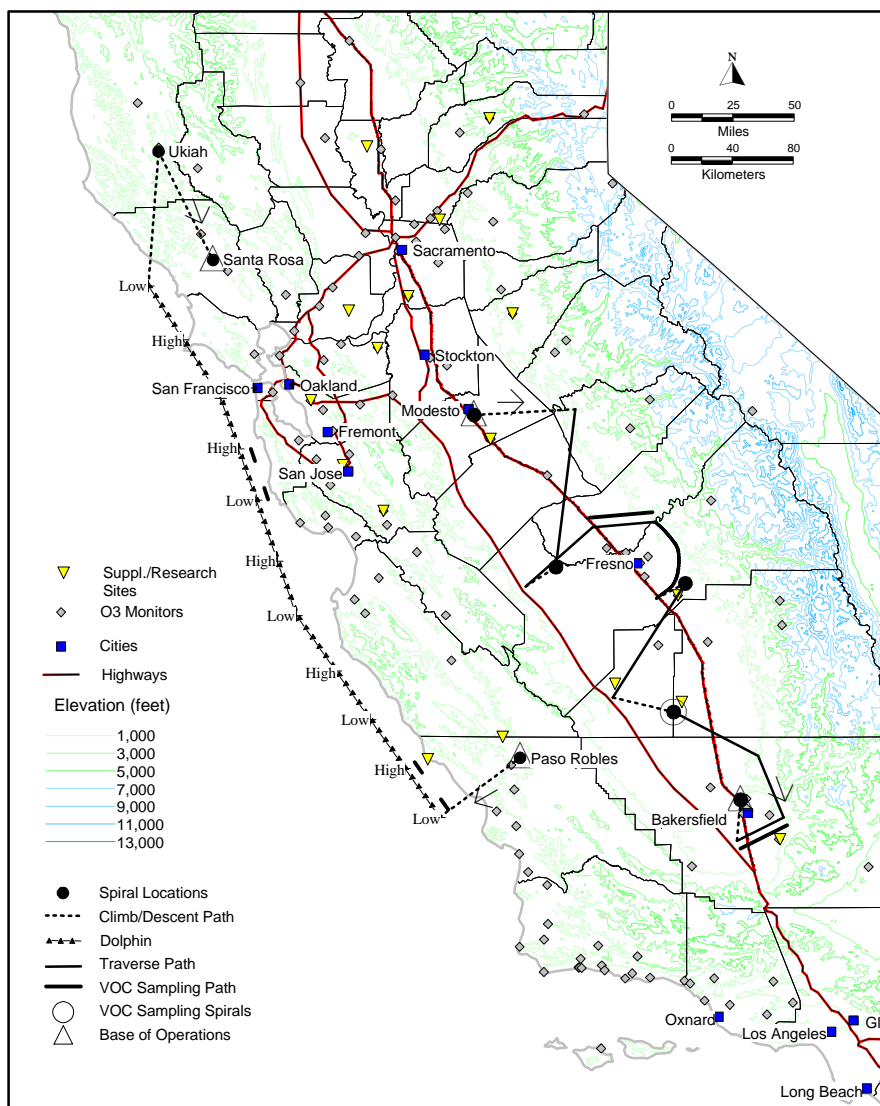 N
0 25 50
Miles
0 40 80
Kilometers
Ukiah
Santa Rosa
Sacramento
Low
High
Stockton
San Francisco
Oakland
Modesto
Fremont
High
San Jose
Low
High
Fresno
Low
High
Low
High
Paso Robles
Low
Bakersfield
Oxnard
Los Angeles
Gl
Long Beach
Suppl./Research
Sites
O3 Monitors
Cities
Highways
Elevation (feet)
1,000
3,000
5,000
7,000
9,000
11,000
13,000
Spiral Locations
Climb/Descent Path
Dolphin
Traverse Path
VOC Sampling Path
VOC Sampling Spirals
Base of Operations